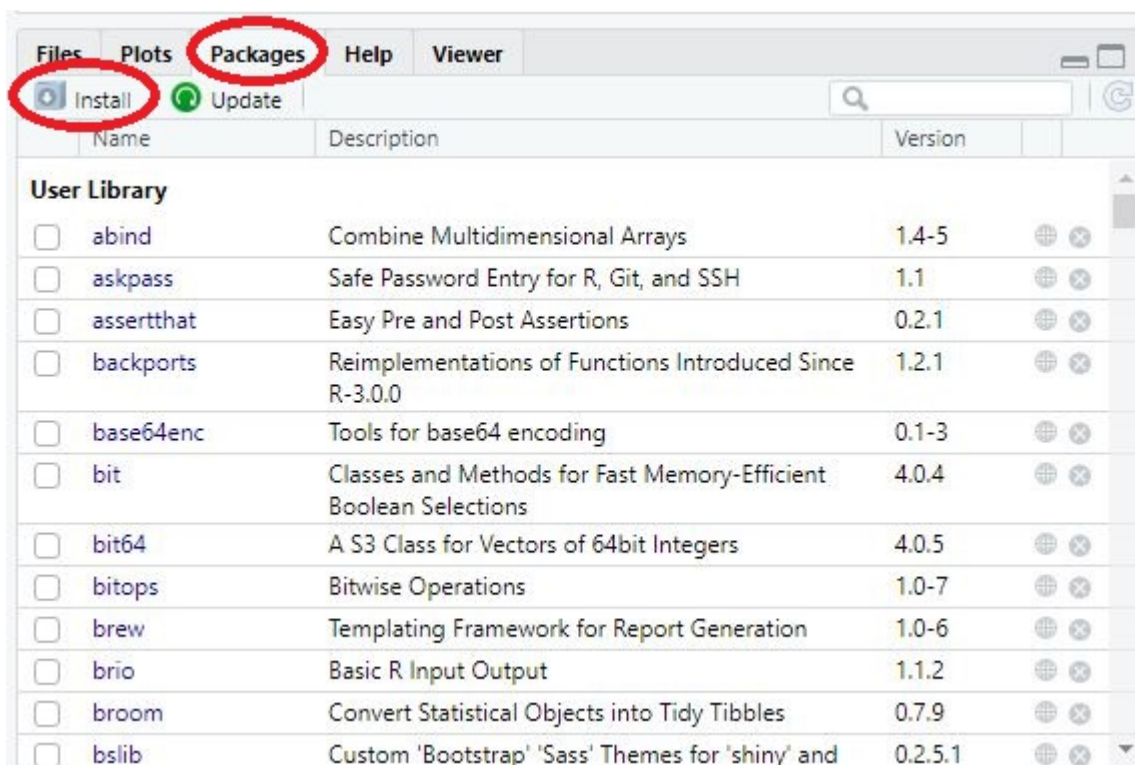 Files Plots Packages Help Viewer
Install Update
Name Description Version
User Library
abind Combine Multidimensional Arrays 1.4-5
askpass Safe Password Entry for R, Git, and SSH 1.1
assertthat Easy Pre and Post Assertions 0.2.1
backports Reimplementations of Functions Introduced Since 1.2.1
R-3.0.0
base64enc Tools for base64 encoding 0.1-3
bit Classes and Methods for Fast Memory-Efficient 4.0.4
Boolean Selections
bit64 A S3 Class for Vectors of 64bit Integers 4.0.5
bitops Bitwise Operations 1.0-7
brew Templating Framework for Report Generation 1.0-6
brio Basic R Input Output 1.1.2
broom Convert Statistical Objects into Tidy Tibbles 0.7.9
bslib Custom 'Bootstrap' 'Sass' Themes for 'shiny' and 0.2.5.1